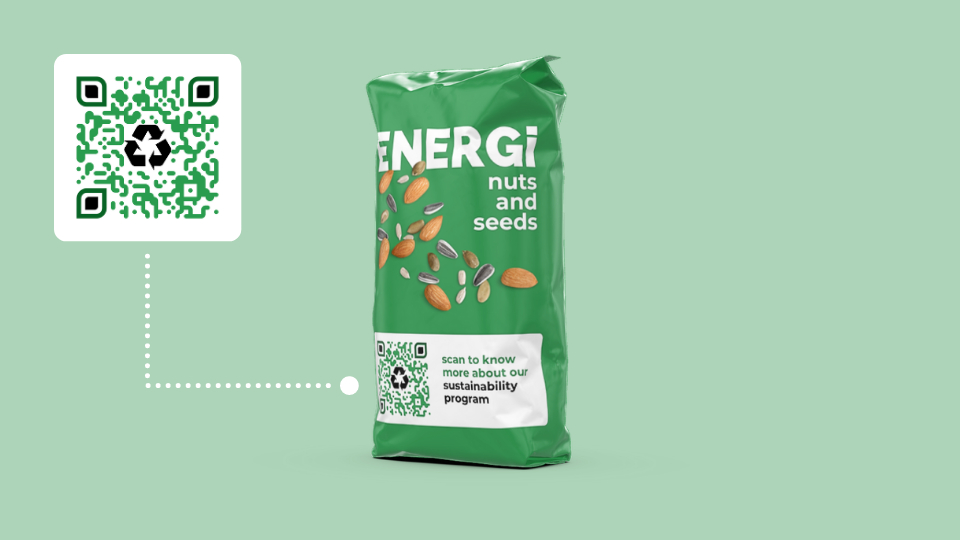 ENERGi
nuts
and
seeds
scan to know
more about our
sustainability
program